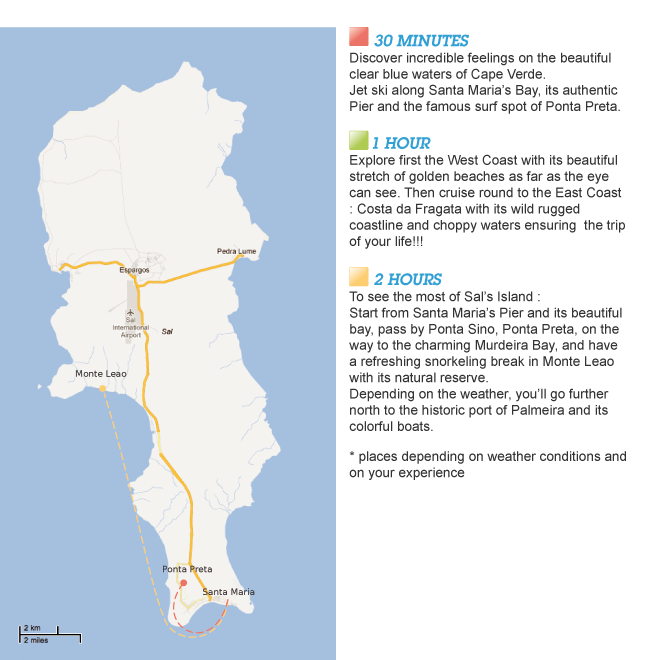 Pedra Lume
Espargos
Sal
International
Airport
Sal
Monte Leao
Ponta Preta
Santa Maria
2 km
2 miles
30 MINUTES
Discover incredible feelings on the beautiful
clear blue waters of Cape Verde.
Jet ski along Santa Maria's Bay, its authentic
Pier and the famous surf spot of Ponta Preta.
1 HOUR
Explore first the West Coast with its beautiful
stretch of golden beaches as far as the eye
can see. Then cruise round to the East Coast
: Costa da Fragata with its wild rugged
coastline and choppy waters ensuring the trip
of your life!!!
2 HOURS
To see the most of Sal's Island :
Start from Santa Maria's Pier and its beautiful
bay, pass by Ponta Sino, Ponta Preta, on the
way to the charming Murdeira Bay, and have
a refreshing snorkeling break in Monte Leao
with its natural reserve.
Depending on the weather, you'll go further
north to the historic port of Palmeira and its
colorful boats.
* places depending on weather conditions and
on your experience